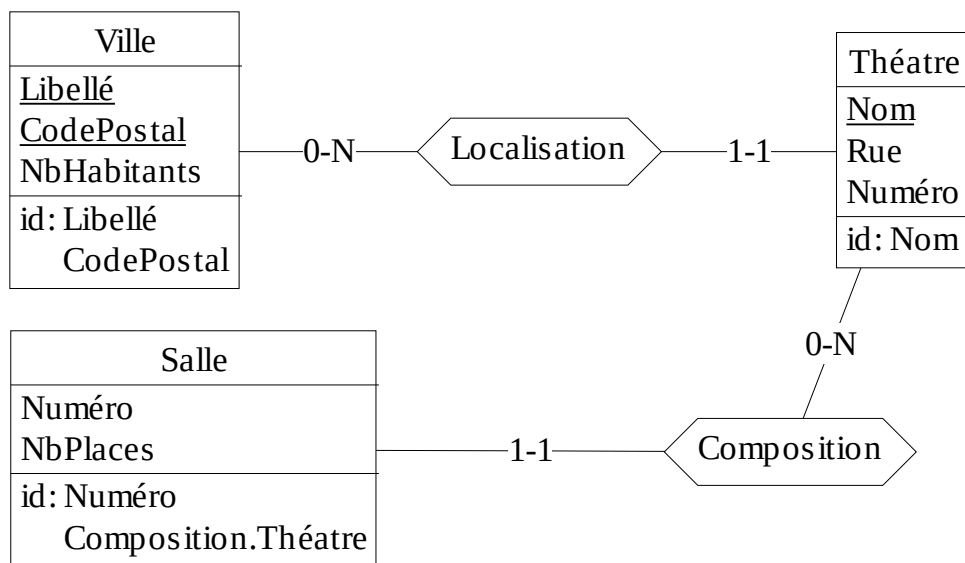 Ville
Libellé
CodePostal
NbHabitants
id: Libellé
CodePostal
0-N
Localisation
1-1
Théatre
Nom
Rue
Numéro
id: Nom
0-N
Salle
Numéro
NbPlaces
id: Numéro
Composition.Théatre
1-1
Composition